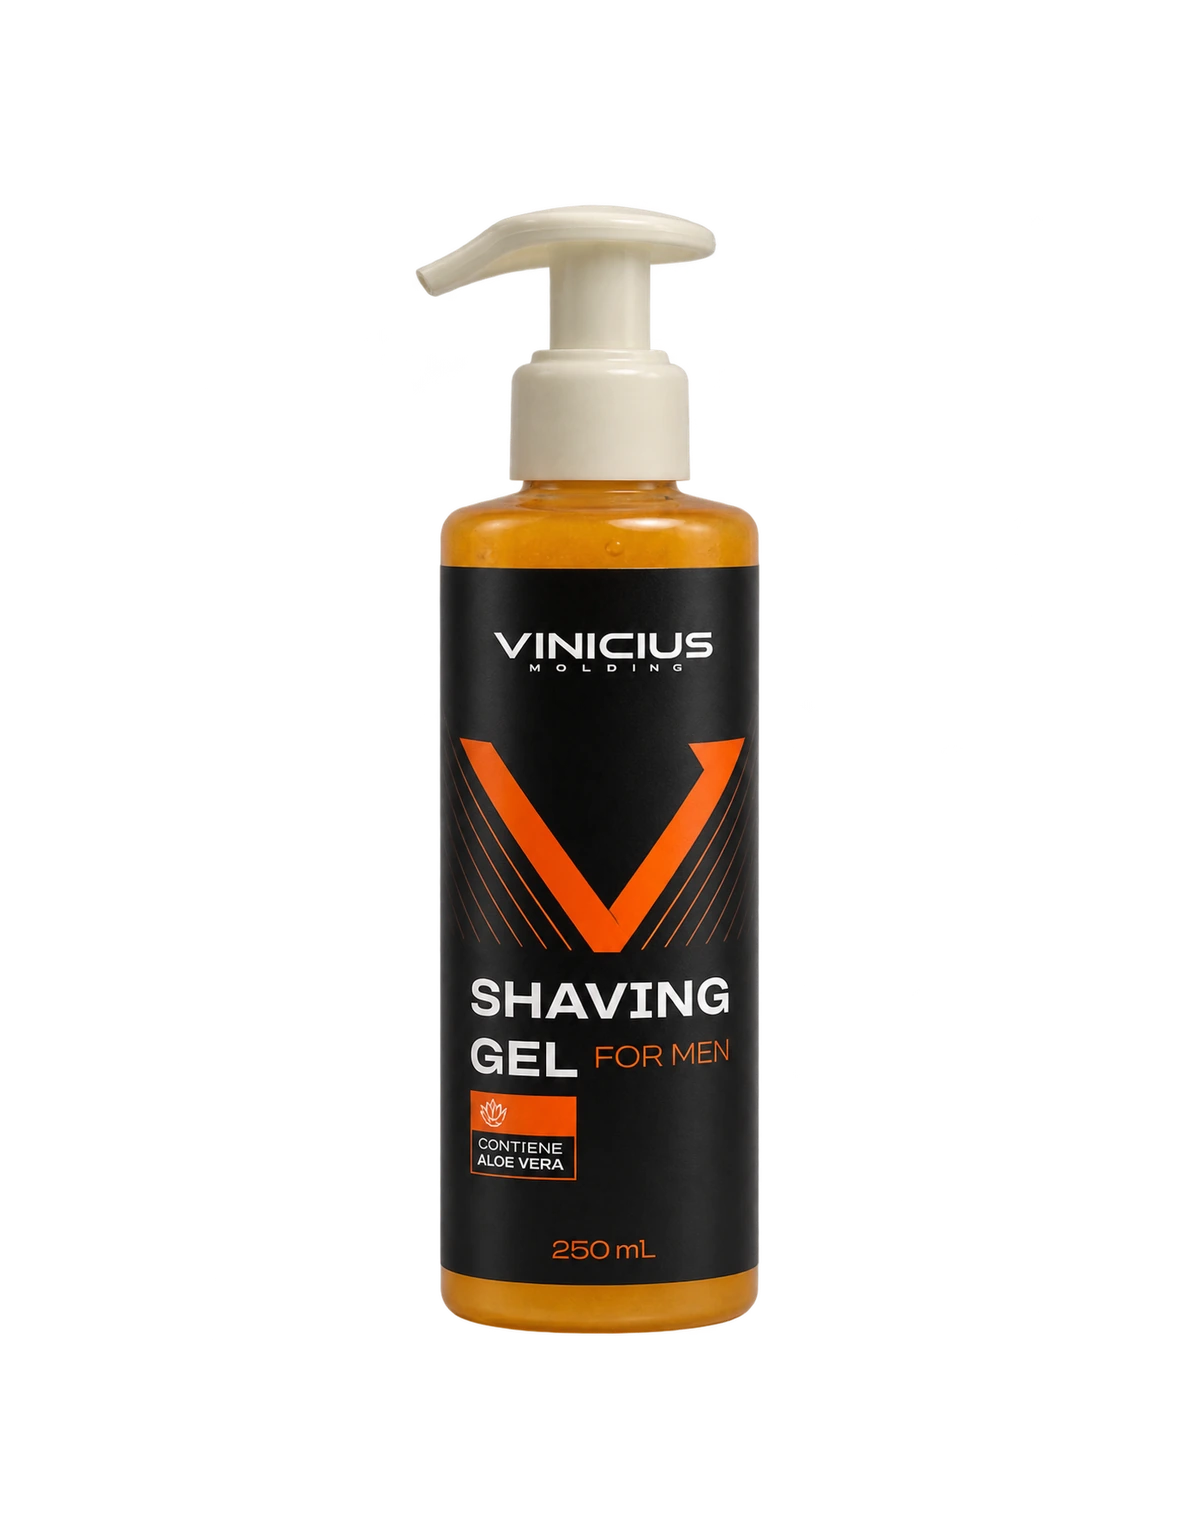 VINICIUS
MOLDING
SHAVING
GEL FOR MEN
CONTIENE
ALOE VERA
250 mL